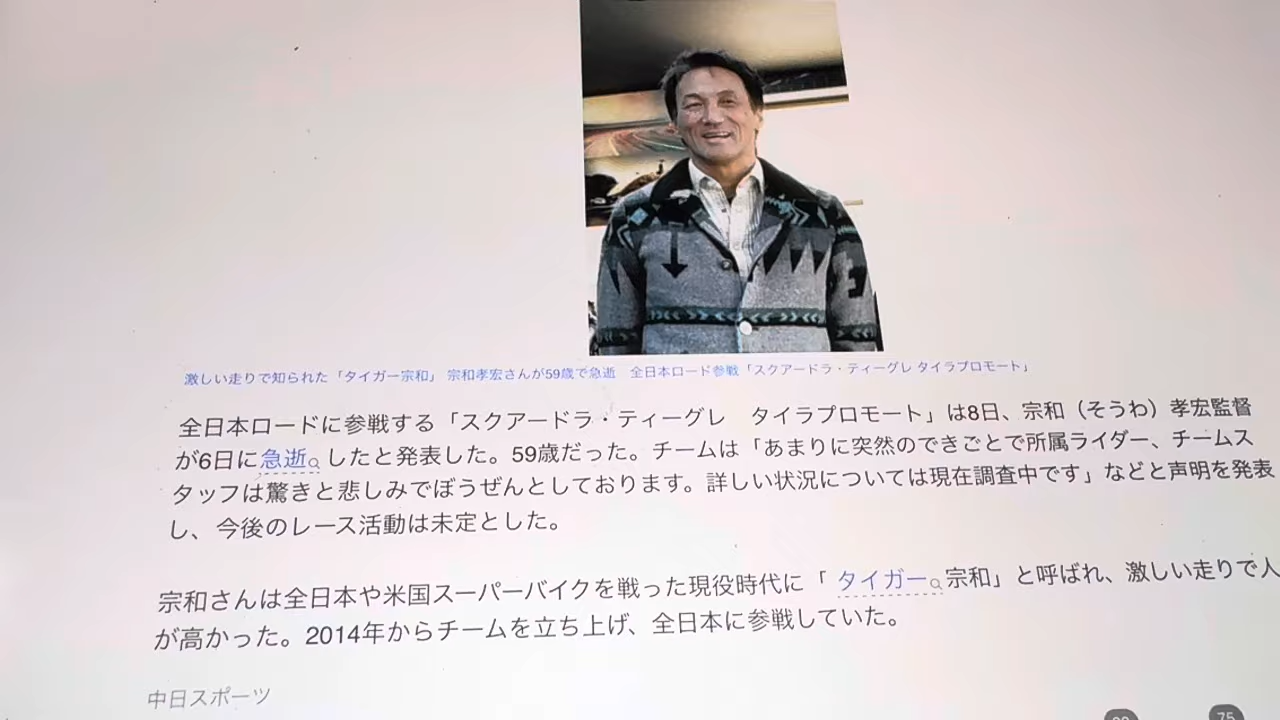 激しい走りで知られた「タイガー宗和」 宗和孝宏さんが59歳で急逝 全日本ロード参戦「スクアードラ・ティーグレ タイラプロモート」
全日本ロードに参戦する「スクアードラ・ティーグレ タイラプロモート」は8日、宗和（そうわ）孝宏監督
が6日に急逝したと発表した。59歳だった。チームは「あまりに突然のできごとで所属ライダー、チームス
タッフは驚きと悲しみでぼうぜんとしております。詳しい状況については現在調査中です」などと声明を発表
し、今後のレース活動は未定とした。
宗和さんは全日本や米国スーパーバイクを戦った現役時代に「 タイガー宗和」と呼ばれ、激しい走りで人
が高かった。2014年からチームを立ち上げ、全日本に参戦していた。
中日スポーツ
75